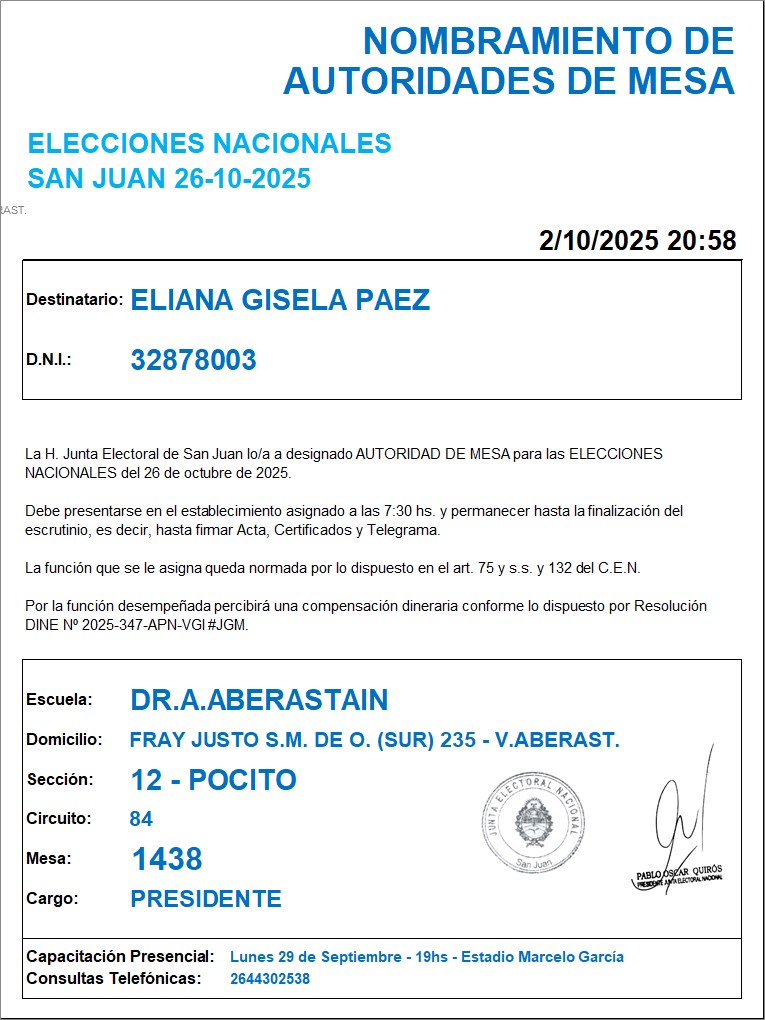 NOMBRAMIENTO DE
AUTORIDADES DE MESA
ELECCIONES NACIONALES
SAN JUAN 26-10-2025
RAST.
2/10/2025 20:58
Destinatario: ELIANA GISELA PAEZ
D.N.I.: 32878003
La H. Junta Electoral de San Juan lo/a a designado AUTORIDAD DE MESA para las ELECCIONES
NACIONALES del 26 de octubre de 2025.
Debe presentarse en el establecimiento asignado a las 7:30 hs. y permanecer hasta la finalización del
escrutinio, es decir, hasta firmar Acta, Certificados y Telegrama.
La función que se le asigna queda normada por lo dispuesto en el art. 75 y s.s. y 132 del C.E.N.
Por la función desempeñada percibirá una compensación dineraria conforme lo dispuesto por Resolución
DINE Nº 2025-347-APN-VGI#JGM.
Escuela: DR.A.ABERASTAIN
Domicilio: FRAY JUSTO S.M. DE O. (SUR) 235 - V.ABERAST.
Sección: 12 - POCITO
Circuito: 84
Mesa: 1438
Cargo: PRESIDENTE
JUNTA ELECTORAL NACIONAL
San Juan
PABLO OSCAR QUIRÓS
PRESIDENTE JUNTA ELECTORAL NACIONAL
Capacitación Presencial: Lunes 29 de Septiembre - 19hs - Estadio Marcelo García
Consultas Telefónicas: 2644302538